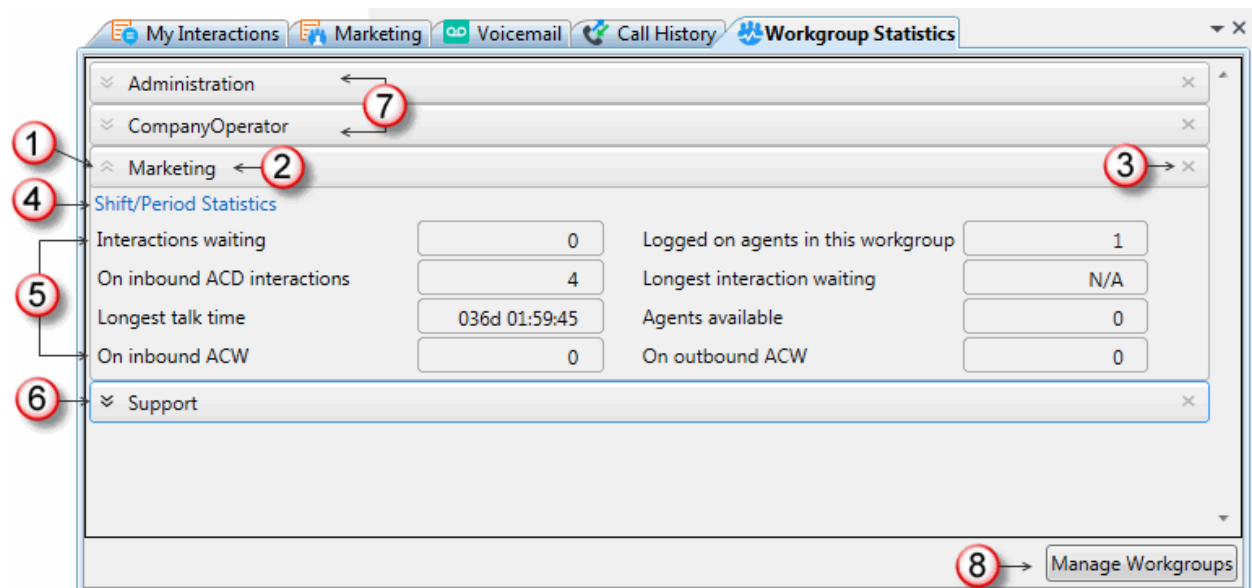 My Interactions Marketing Voicemail Call History Workgroup Statistics
Administration
7
CompanyOperator
1
Marketing 2 3
4 Shift/Period Statistics
Interactions waiting 0 Logged on agents in this workgroup 1
On inbound ACD interactions 4 Longest interaction waiting N/A
5
Longest talk time 036d 01:59:45 Agents available 0
On inbound ACW 0 On outbound ACW 0
6 Support
8 Manage Workgroups